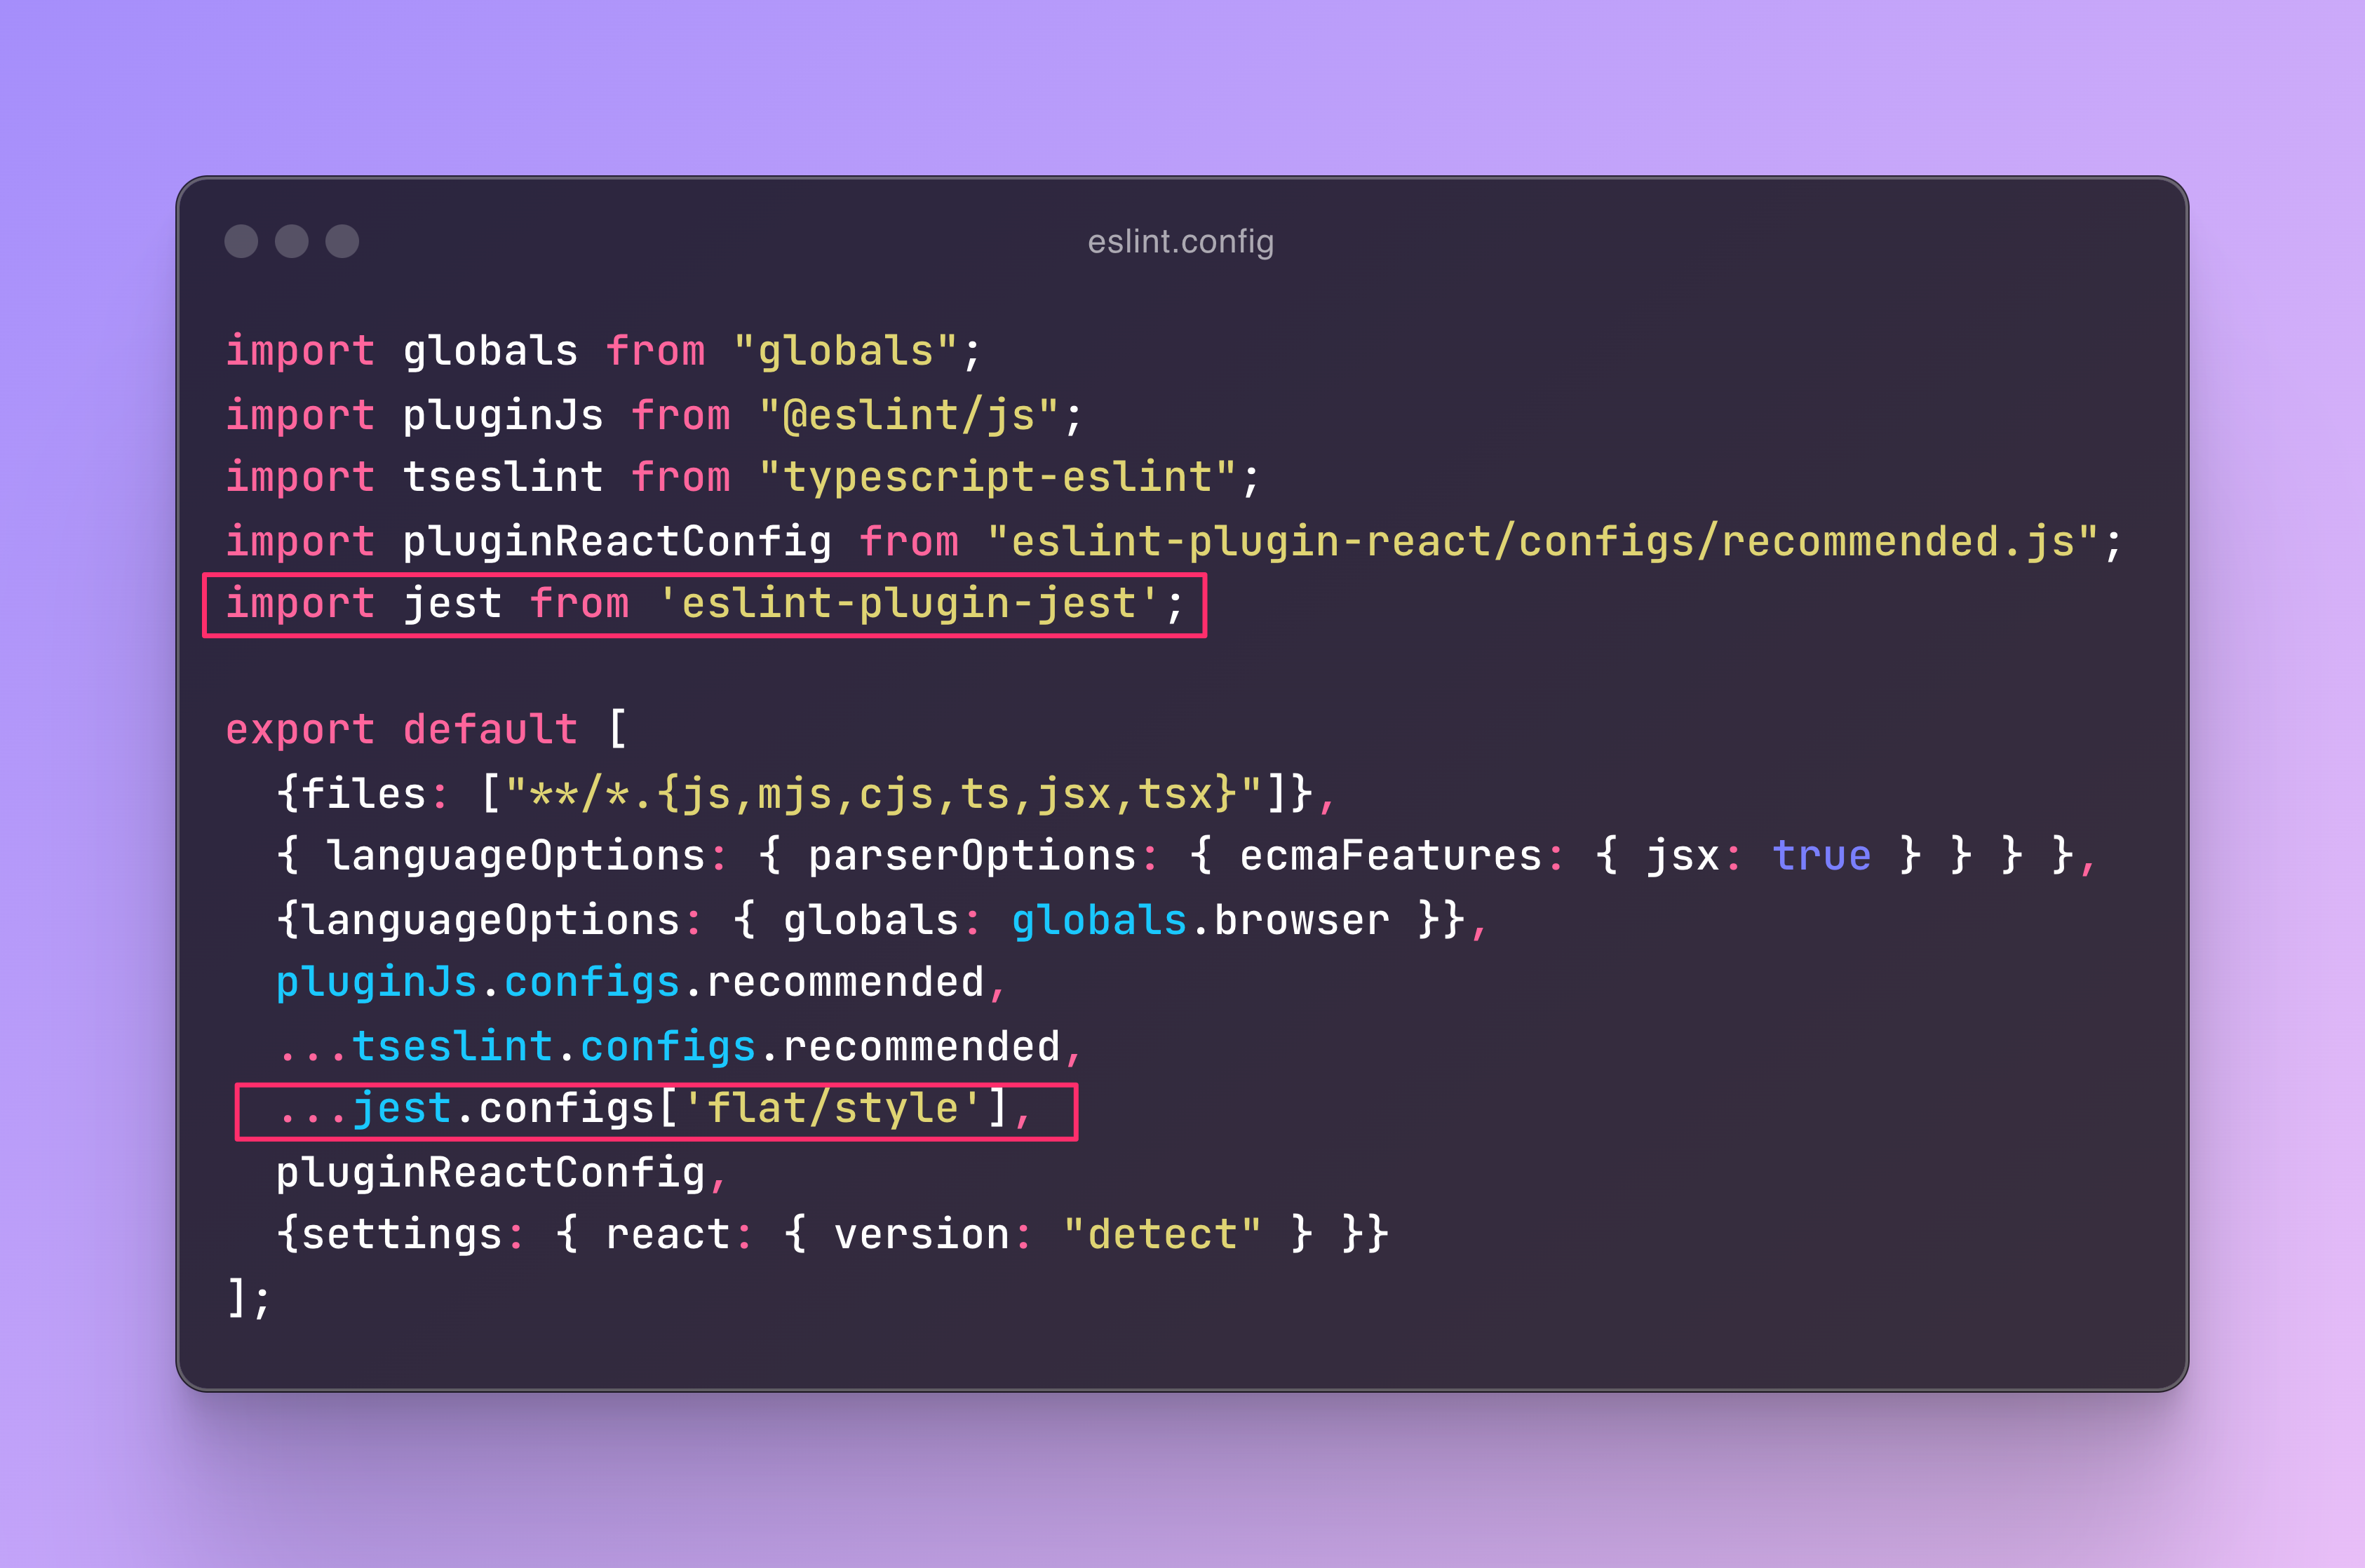 eslint.config
import globals from "globals";
import pluginJs from "@eslint/js";
import tseslint from "typescript-eslint";
import pluginReactConfig from "eslint-plugin-react/configs/recommended.js";
import jest from 'eslint-plugin-jest';
export default [
  {files: ["**/*.{js,mjs,cjs,ts,jsx,tsx}"]},
  { languageOptions: { parserOptions: { ecmaFeatures: { jsx: true } } } },
  {languageOptions: { globals: globals.browser }},
  pluginJs.configs.recommended,
  ...tseslint.configs.recommended,
  ...jest.configs['flat/style'],
  pluginReactConfig,
  {settings: { react: { version: "detect" } }}
];